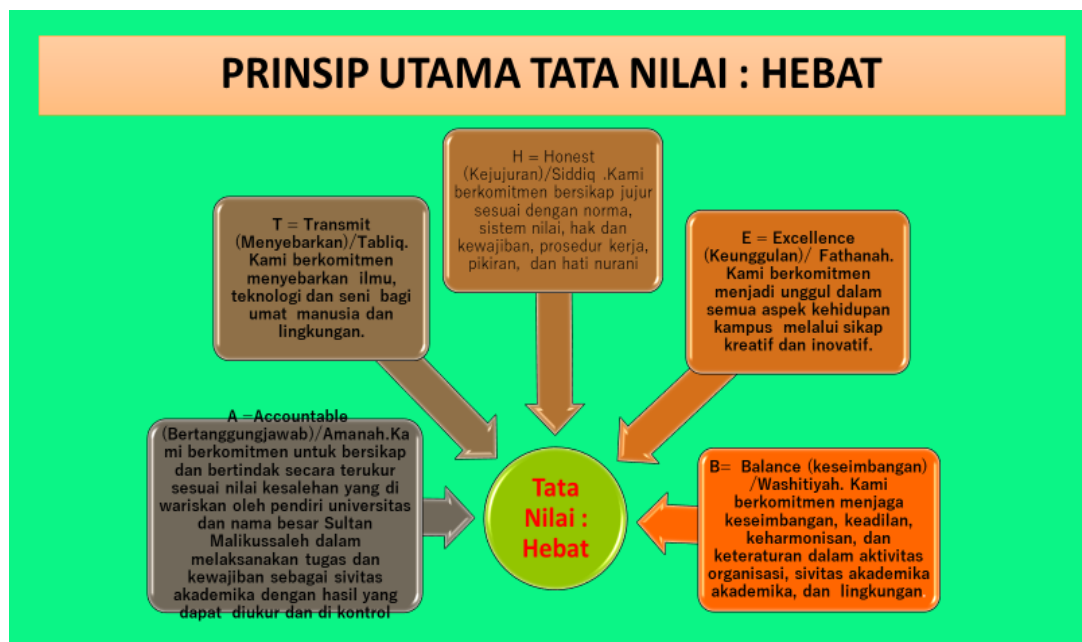 PRINSIP UTAMA TATA NILAI : HEBAT
H = Honest
(Kejujuran)/Siddiq .Kami
berkomitmen bersikap jujur
sesuai dengan norma,
sistem nilai, hak dan
kewajiban, prosedur kerja,
pikiran, dan hati nurani
T = Transmit
(Menyebarkan)/Tabliq.
Kami berkomitmen
menyebarkan ilmu,
teknologi dan seni bagi
umat manusia dan
lingkungan.
E = Excellence
(Keunggulan)/ Fathanah.
Kami berkomitmen
menjadi unggul dalam
semua aspek kehidupan
kampus melalui sikap
kreatif dan inovatif.
A =Accountable
(Bertanggungjawab)/Amanah.Ka
mi berkomitmen untuk bersikap
dan bertindak secara terukur
sesuai nilai kesalehan yang di
wariskan oleh pendiri universitas
dan nama besar Sultan
Malikussaleh dalam
melaksanakan tugas dan
kewajiban sebagai sivitas
akademika dengan hasil yang
dapat diukur dan di kontrol
Tata
Nilai :
Hebat
B= Balance (keseimbangan)
/Washitiyah. Kami
berkomitmen menjaga
keseimbangan, keadilan,
keharmonisan, dan
keteraturan dalam aktivitas
organisasi, sivitas akademika
akademika, dan lingkungan